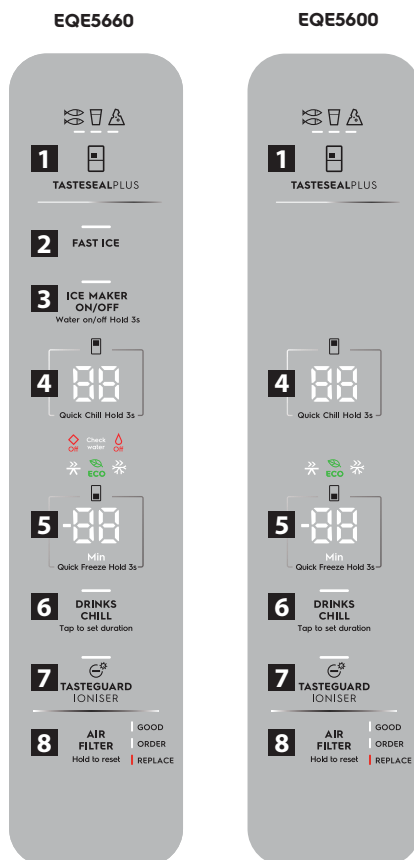 EQE5660
1
TASTESEALPLUS
2 FAST ICE
3 ICE MAKER
ON/OFF
Water on/off Hold 3s
4 88
Quick Chill Hold 3s
Off Check
water Off
ECO
5 -88
Min
Quick Freeze Hold 3s
6 DRINKS
CHILL
Tap to set duration
7 TASTEGUARD
IONISER
8 AIR
FILTER
Hold to reset
GOOD
ORDER
REPLACE
EQE5600
1
TASTESEALPLUS
4 88
Quick Chill Hold 3s
ECO
5 -88
Min
Quick Freeze Hold 3s
6 DRINKS
CHILL
Tap to set duration
7 TASTEGUARD
IONISER
8 AIR
FILTER
Hold to reset
GOOD
ORDER
REPLACE